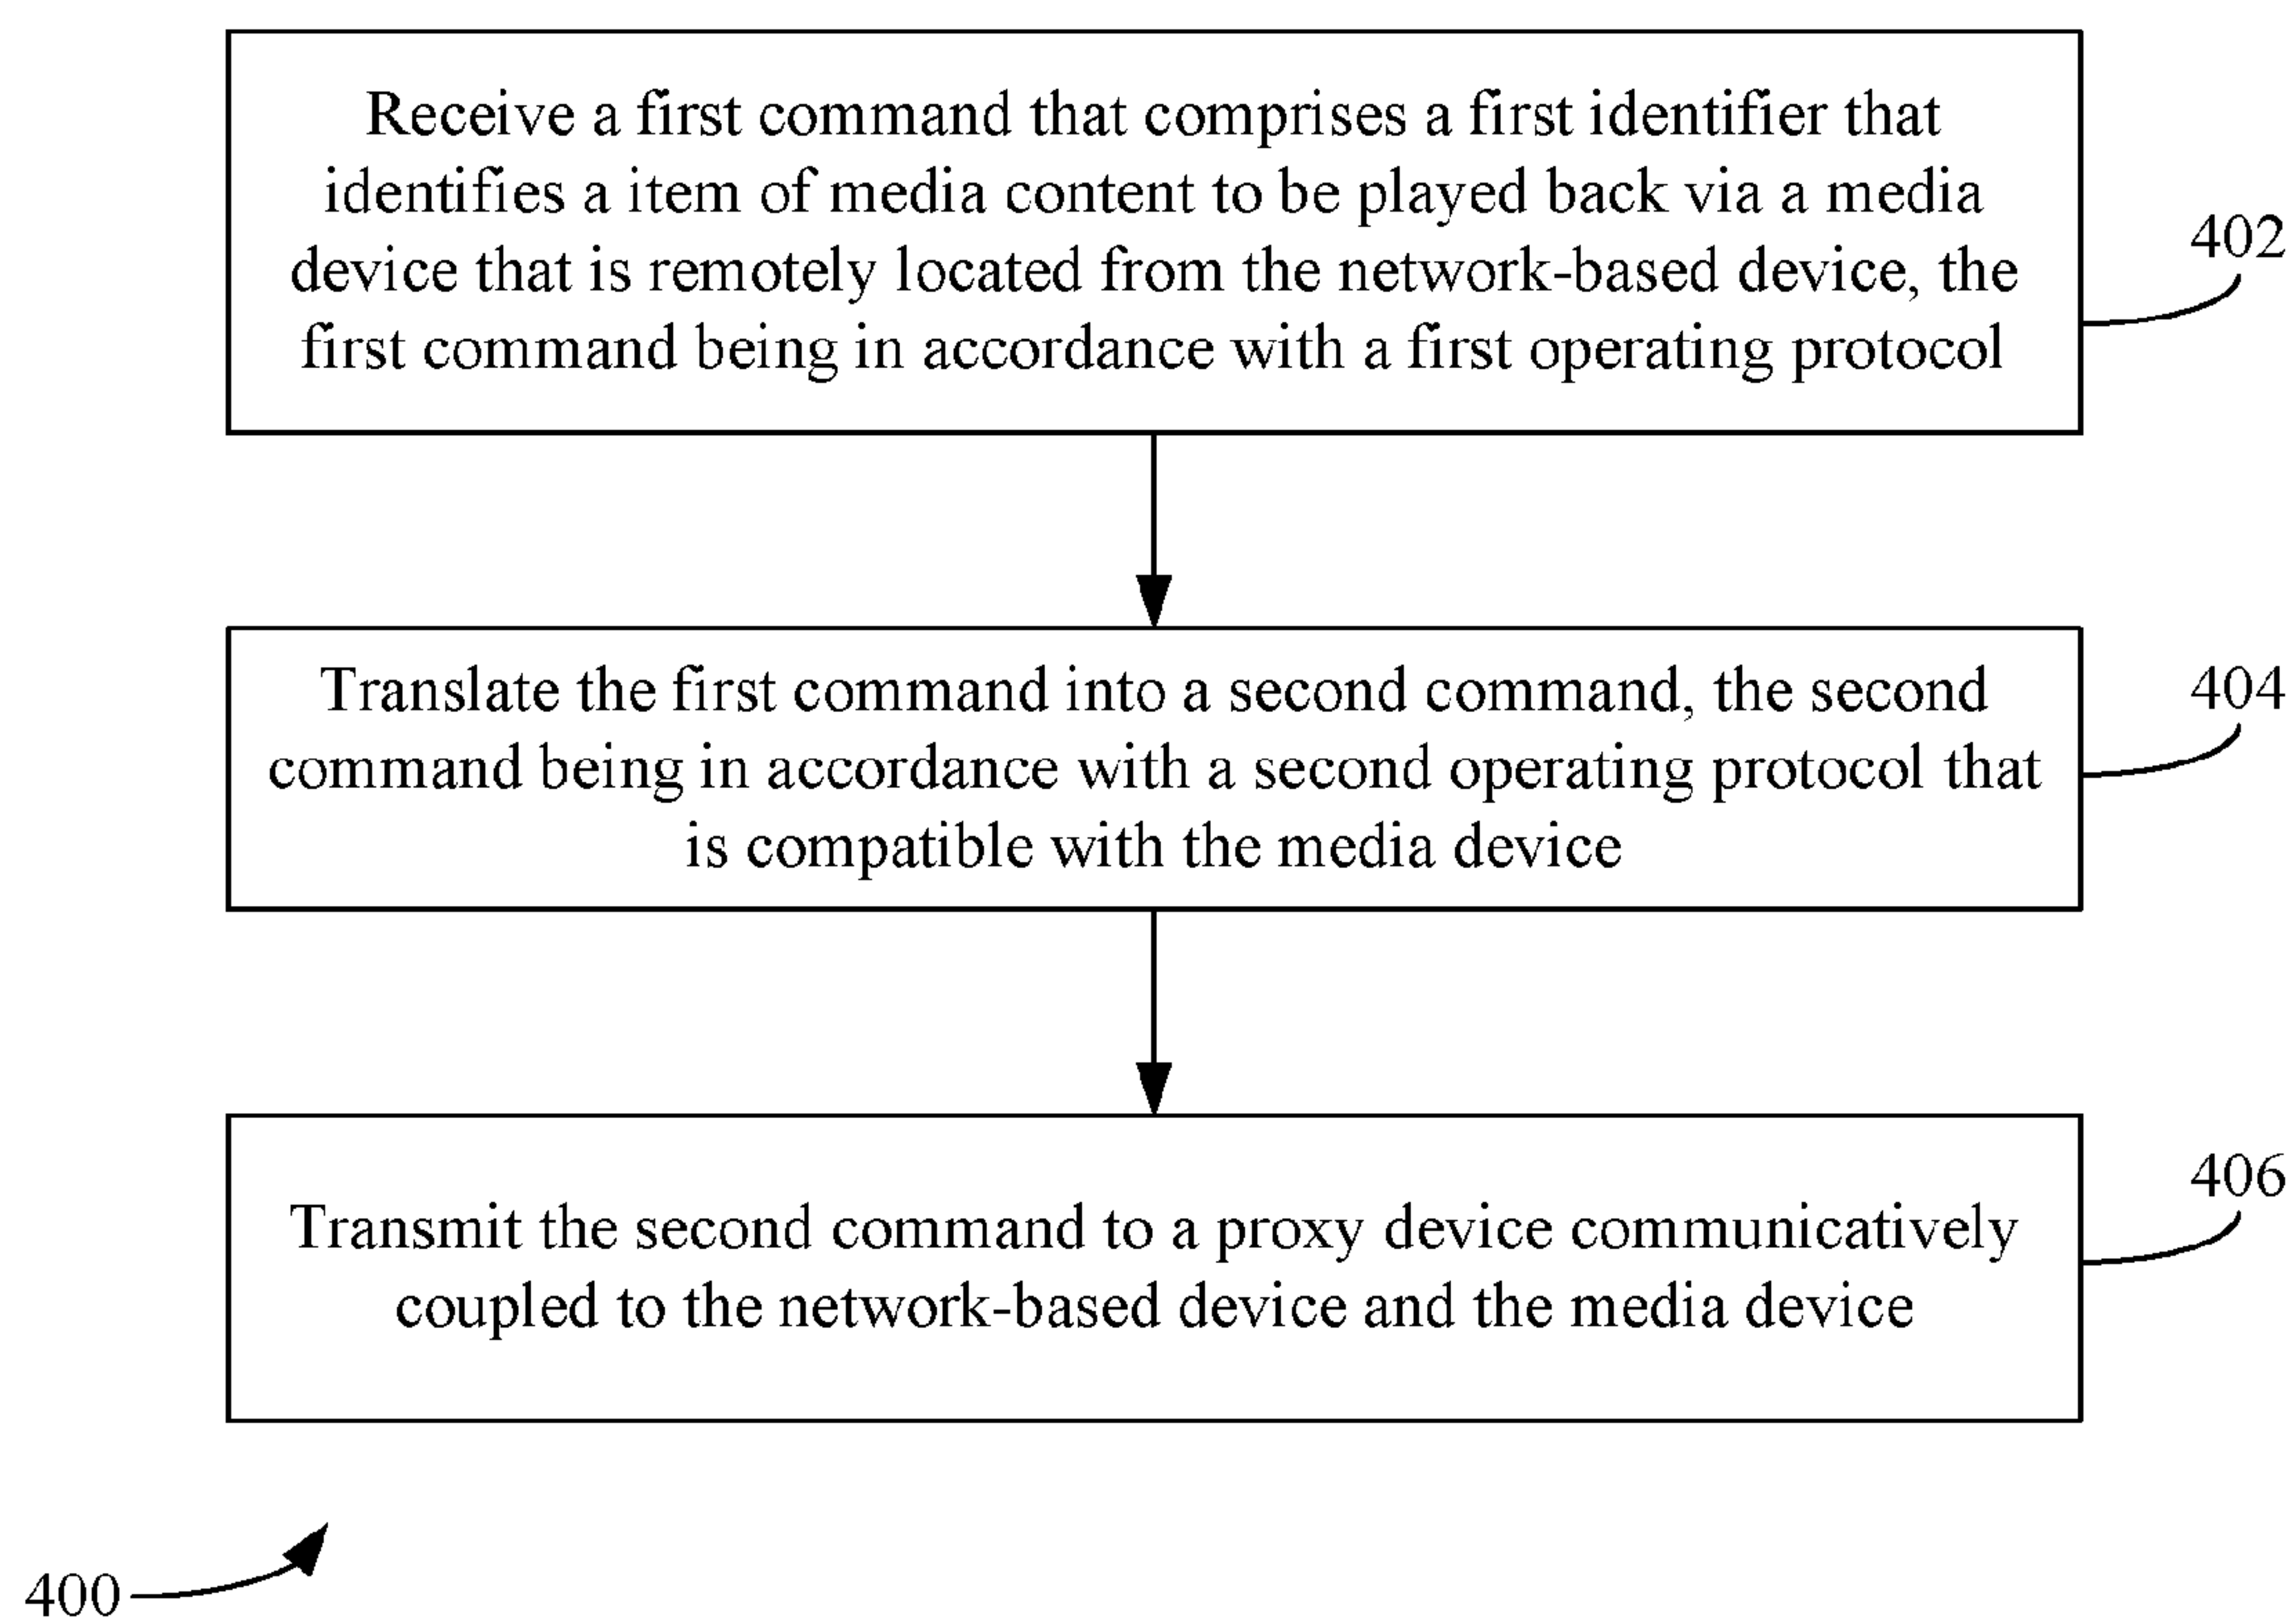 Receive a first command that comprises a first identifier that
identifies a item of media content to be played back via a media
device that is remotely located from the network-based device, the
first command being in accordance with a first operating protocol
402
Translate the first command into a second command, the second
command being in accordance with a second operating protocol that
is compatible with the media device
404
Transmit the second command to a proxy device communicatively
coupled to the network-based device and the media device
406
400